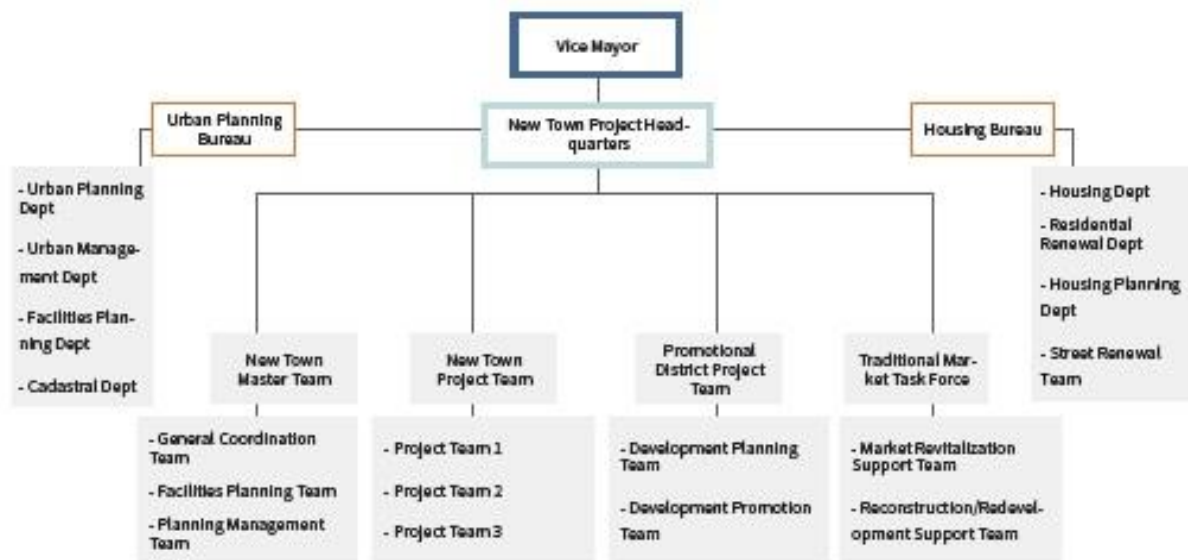 Vice Mayor
Urban Planning
Bureau
New Town Project Head-
quarters
Housing Bureau
- Urban Planning
Dept
- Urban Manage-
ment Dept
- Facilities Plan-
ning Dept
- Cadastral Dept
- Housing Dept
- Residential
Renewal Dept
- Housing Planning
Dept
- Street Renewal
Team
New Town
Master Team
New Town
Project Team
Promotional
District Project
Team
Traditional Mar-
ket Task Force
- General Coordination
Team
- Facilities Planning Team
- Planning Management
Team
- Project Team 1
- Project Team 2
- Project Team 3
- Development Planning
Team
- Development Promotion
Team
- Market Revitalization
Support Team
- Reconstruction/Redevel-
opment Support Team